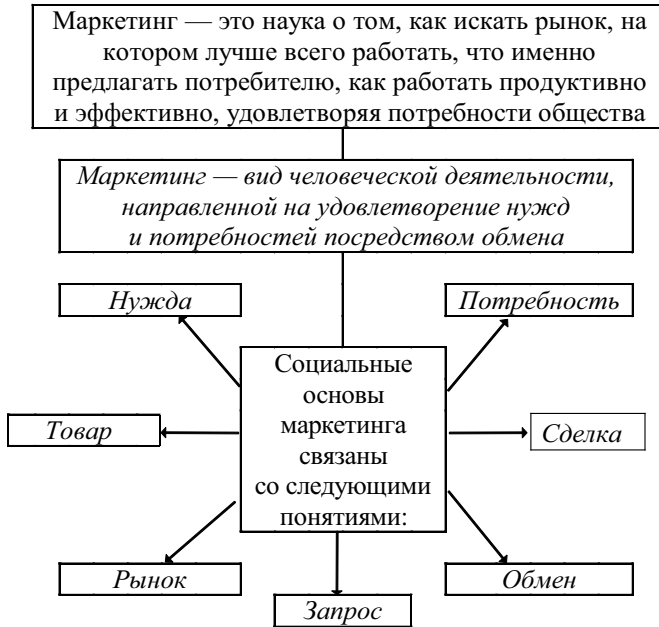 Маркетинг — это наука о том, как искать рынок, на
котором лучше всего работать, что именно
предлагать потребителю, как работать продуктивно
и эффективно, удовлетворяя потребности общества
Маркетинг — вид человеческой деятельности,
направленной на удовлетворение нужд
и потребностей посредством обмена
Нужда
Потребность
Социальные
основы
маркетинга
связаны
со следующими
понятиями:
Товар
Сделка
Рынок
Обмен
Запрос